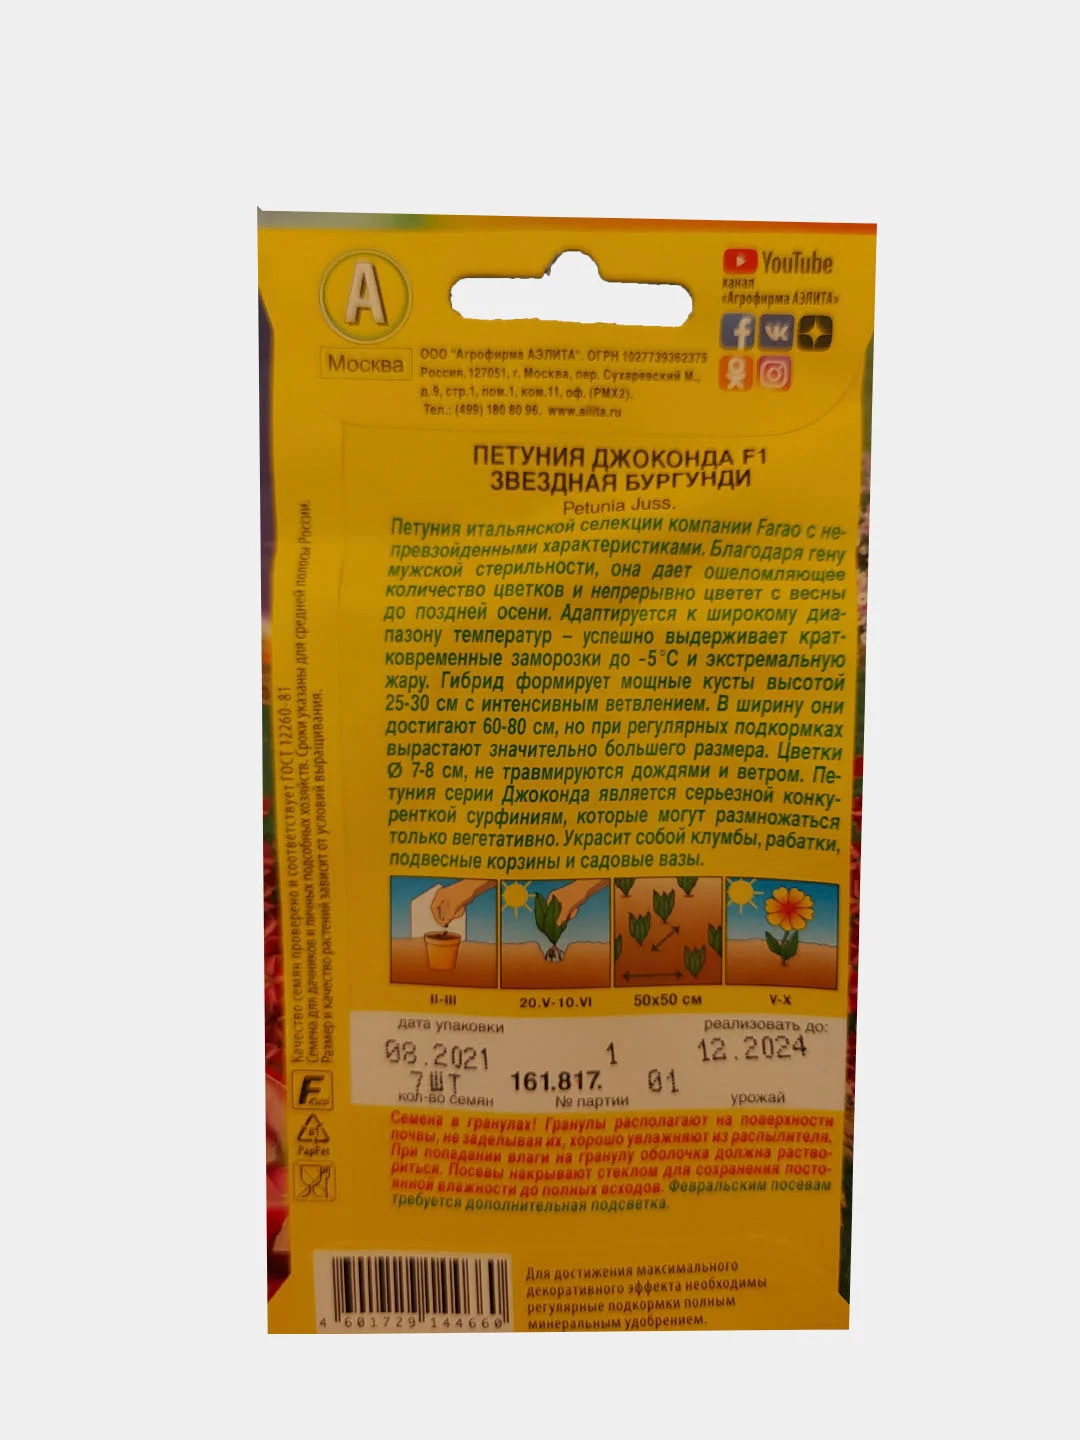 А
Москва
ООО "Агрофирма АЭЛИТА". ОГРН 1027739362375
Россия, 127051, г. Москва, пер. Сухаревский М.,
д.9, стр.1, пом.1, ком.11, оф. (РМХ2).
Тел.: (499) 180 80 96. www.ailita.ru
YouTube
канал
«Агрофирма АЭЛИТА»
ПЕТУНИЯ ДЖОКОНДА F1
ЗВЕЗДНАЯ БУРГУНДИ
Petunia Juss.
Петуния итальянской селекции компании Farao с не-
превзойденными характеристиками. Благодаря гену
мужской стерильности, она дает ошеломляющее
количество цветков и непрерывно цветет с весны
до поздней осени. Адаптируется к широкому диа-
пазону температур – успешно выдерживает крат-
ковременные заморозки до -5°С и экстремальную
жару. Гибрид формирует мощные кусты высотой
25-30 см с интенсивным ветвлением. В ширину они
достигают 60-80 см, но при регулярных подкормках
вырастают значительно большего размера. Цветки
Ø 7-8 см, не травмируются дождями и ветром. Пе-
туния серии Джоконда является серьезной конку-
ренткой сурфиниям, которые могут размножаться
только вегетативно. Украсит собой клумбы, рабатки,
подвесные корзины и садовые вазы.
II-III
20.V-10.VI
50х50 см
V-X
дата упаковки
реализовать до:
08.2021
1
12.2024
7 ШТ
161.817.
01
кол-во семян
№ партии
урожай
Семена в гранулах! Гранулы располагают на поверхности
почвы, не заделывая их, хорошо увлажняют из распылителя.
При попадании влаги на гранулу оболочка должна раство-
риться. Посевы накрывают стеклом для сохранения посто-
янной влажности до полных всходов. Февральским посевам
требуется дополнительная подсветка.
Качество семян проверено и соответствует ГОСТ 12260-81
Семена для дачников и личных подсобных хозяйств. Сроки указаны для средней полосы России.
Размер и качество растений зависит от условий выращивания.
F
81
PapPet
4 601729 144660
Для достижения максимального
декоративного эффекта необходимы
регулярные подкормки полным
минеральным удобрением.